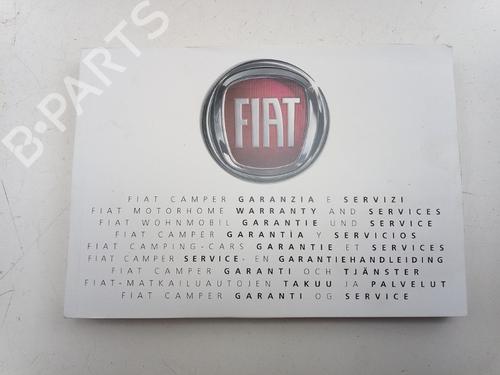 B-PARTS
FIAT
FIAT CAMPER GARANZIA E SERVIZI
FIAT MOTORHOME WARRANTY AND SERVICES
FIAT WOHNMOBIL GARANTIE UND SERVICE
FIAT CAMPER GARANTÍA Y SERVICIOS
FIAT CAMPING-CARS GARANTIE ET SERVICES
FIAT CAMPER SERVICE- EN GARANTIEHANDLEIDING
FIAT CAMPER GARANTI OCH TJÄNSTER
FIAT-MATKAILUAUTOJEN TAKUU JA PALVELUT
FIAT CAMPER GARANTI OG SERVICE